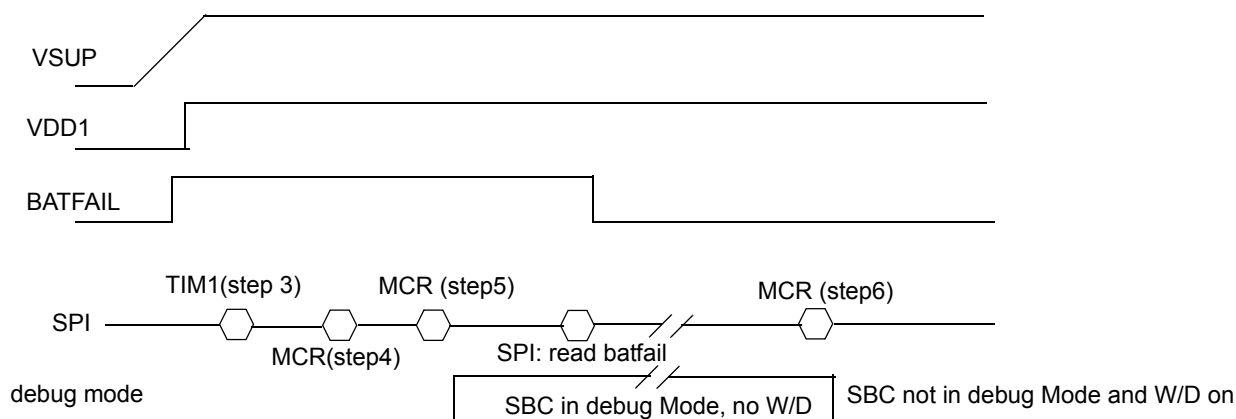 VSUP
VDD1
BATFAIL
TIM1(step 3)
MCR (step5)
MCR (step6)
SPI
MCR(step4)
SPI: read batfail
debug mode
SBC in debug Mode, no W/D
SBC not in debug Mode and W/D on